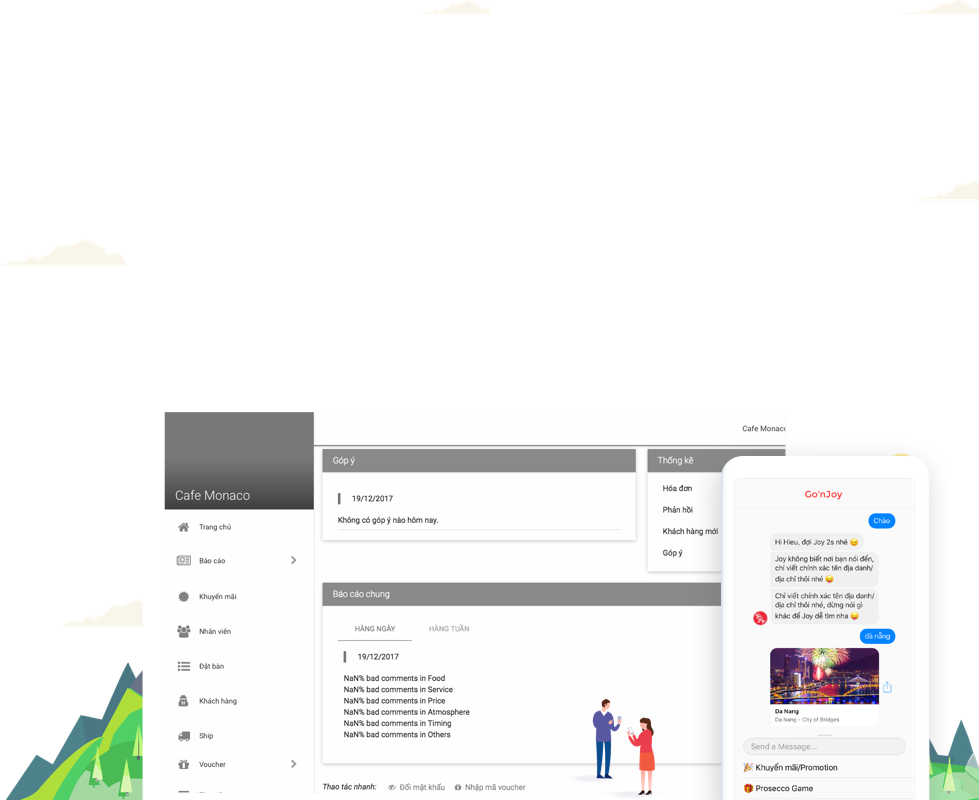 Cafe Monaco
Cafe Monaco
Trang chủ
Báo cáo
Khuyến mãi
Nhân viên
Đặt bàn
Khách hàng
Ship
Voucher
Góp ý
19/12/2017
Không có góp ý nào hôm nay.
Thống kê
Hóa đơn
Phản hồi
Khách hàng mới
Góp ý
Báo cáo chung
HÀNG NGÀY
HÀNG TUẦN
19/12/2017
NaN% bad comments in Food
NaN% bad comments in Service
NaN% bad comments in Price
NaN% bad comments in Atmosphere
NaN% bad comments in Timing
NaN% bad comments in Others
Thao tác nhanh: Đổi mật khẩu Nhập mã voucher
Go'nJoy
Chào
Hi Hieu, đợi Joy 2s nhé 😄
Joy không biết nơi bạn nói đến,
chỉ viết chính xác tên địa danh/
địa chỉ thôi nhé 😜
Chỉ viết chính xác tên địa danh/
địa chỉ thôi nhé, đừng nói gì
khác để Joy dễ tìm nha 😄
đà nẵng
Da Nang
Da Nang - City of Bridges
Send a Message...
🎉 Khuyến mãi/Promotion
🎁 Prosecco Game